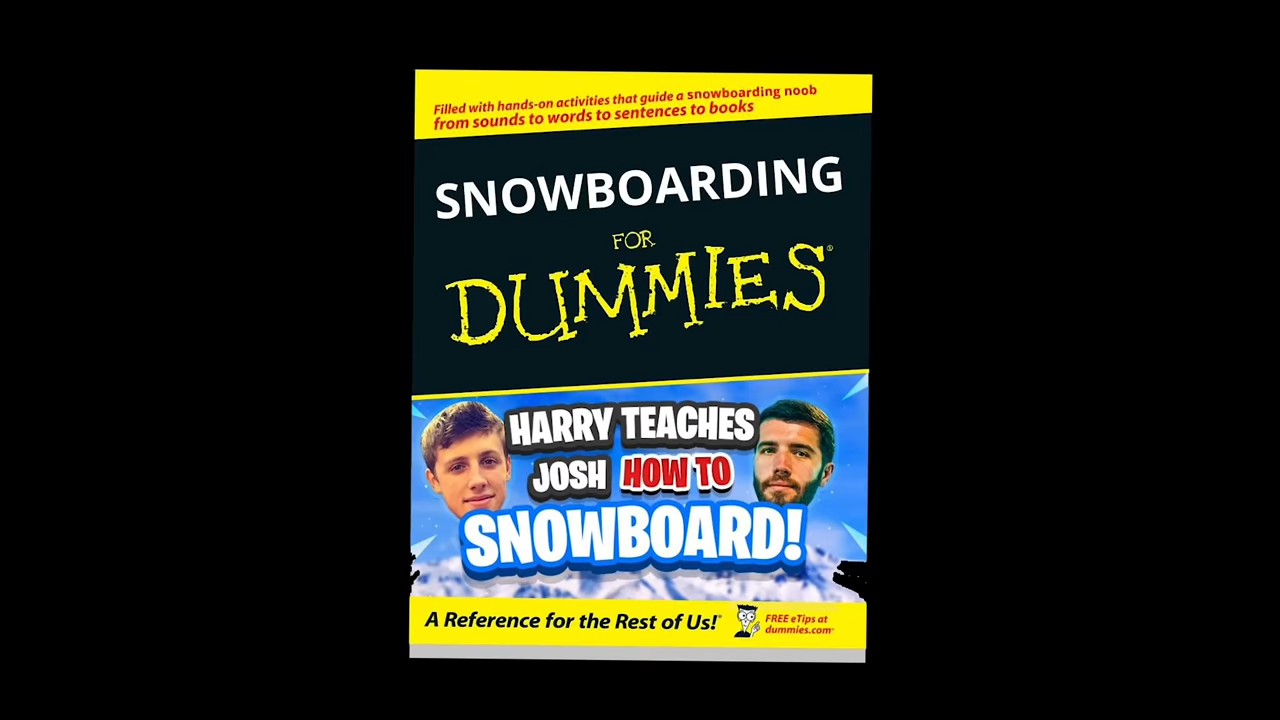 Filled with hands-on activities that guide a snowboarding noob
from sounds to words to sentences to books
SNOWBOARDING
FOR
DUMMIES®
HARRY TEACHES
JOSH HOW TO
SNOWBOARD!
A Reference for the Rest of Us!®
FREE eTips at
dummies.com®